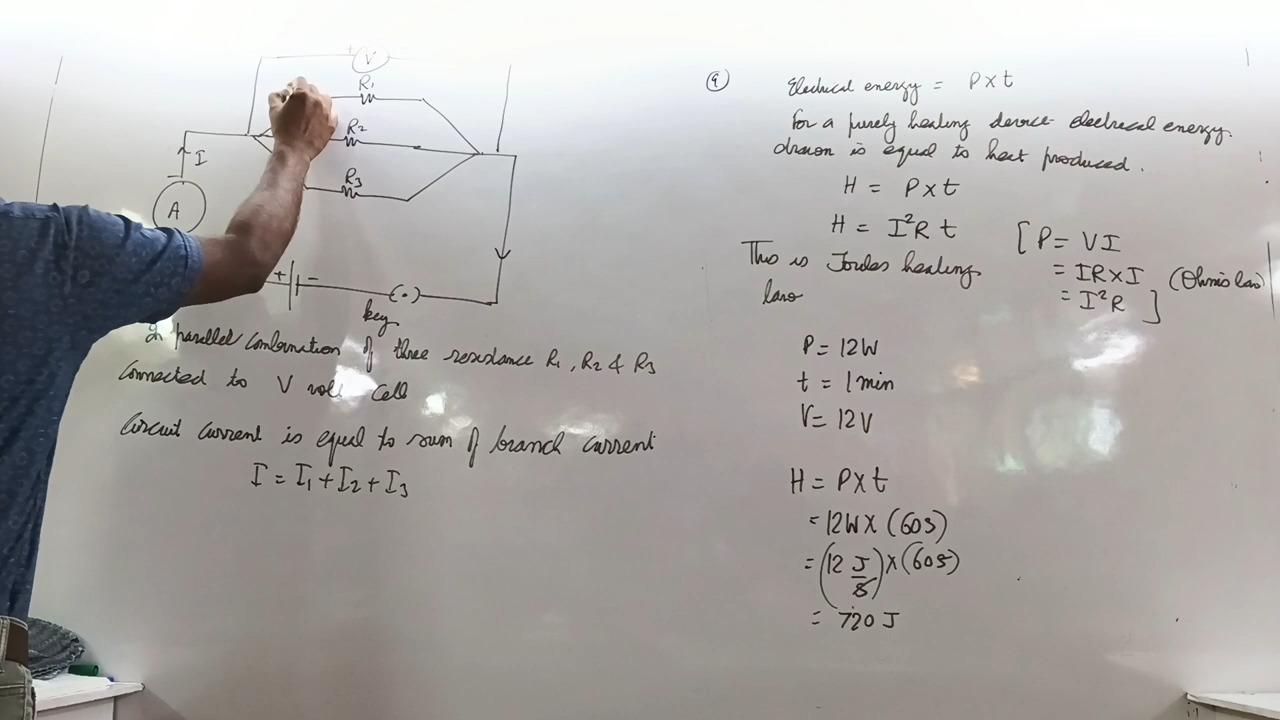 + V
R₁
R₂
I
R₃
A
+ −
key
In parallel combination of three resistance R₁, R₂ & R₃
connected to V volt cell
Circuit current is equal to sum of branch current
I = I₁ + I₂ + I₃
9
Electrical energy = P x t
For a purely heating device electrical energy
drawn is equal to heat produced.
H = P x t
H = I²R t
[P = VI
This is Joules heating
= IR x I (Ohm's law)
law
= I²R ]
P = 12W
t = 1 min
V = 12V
H = P x t
= 12W x (60s)
= (12 J/s) x (60s)
= 720 J